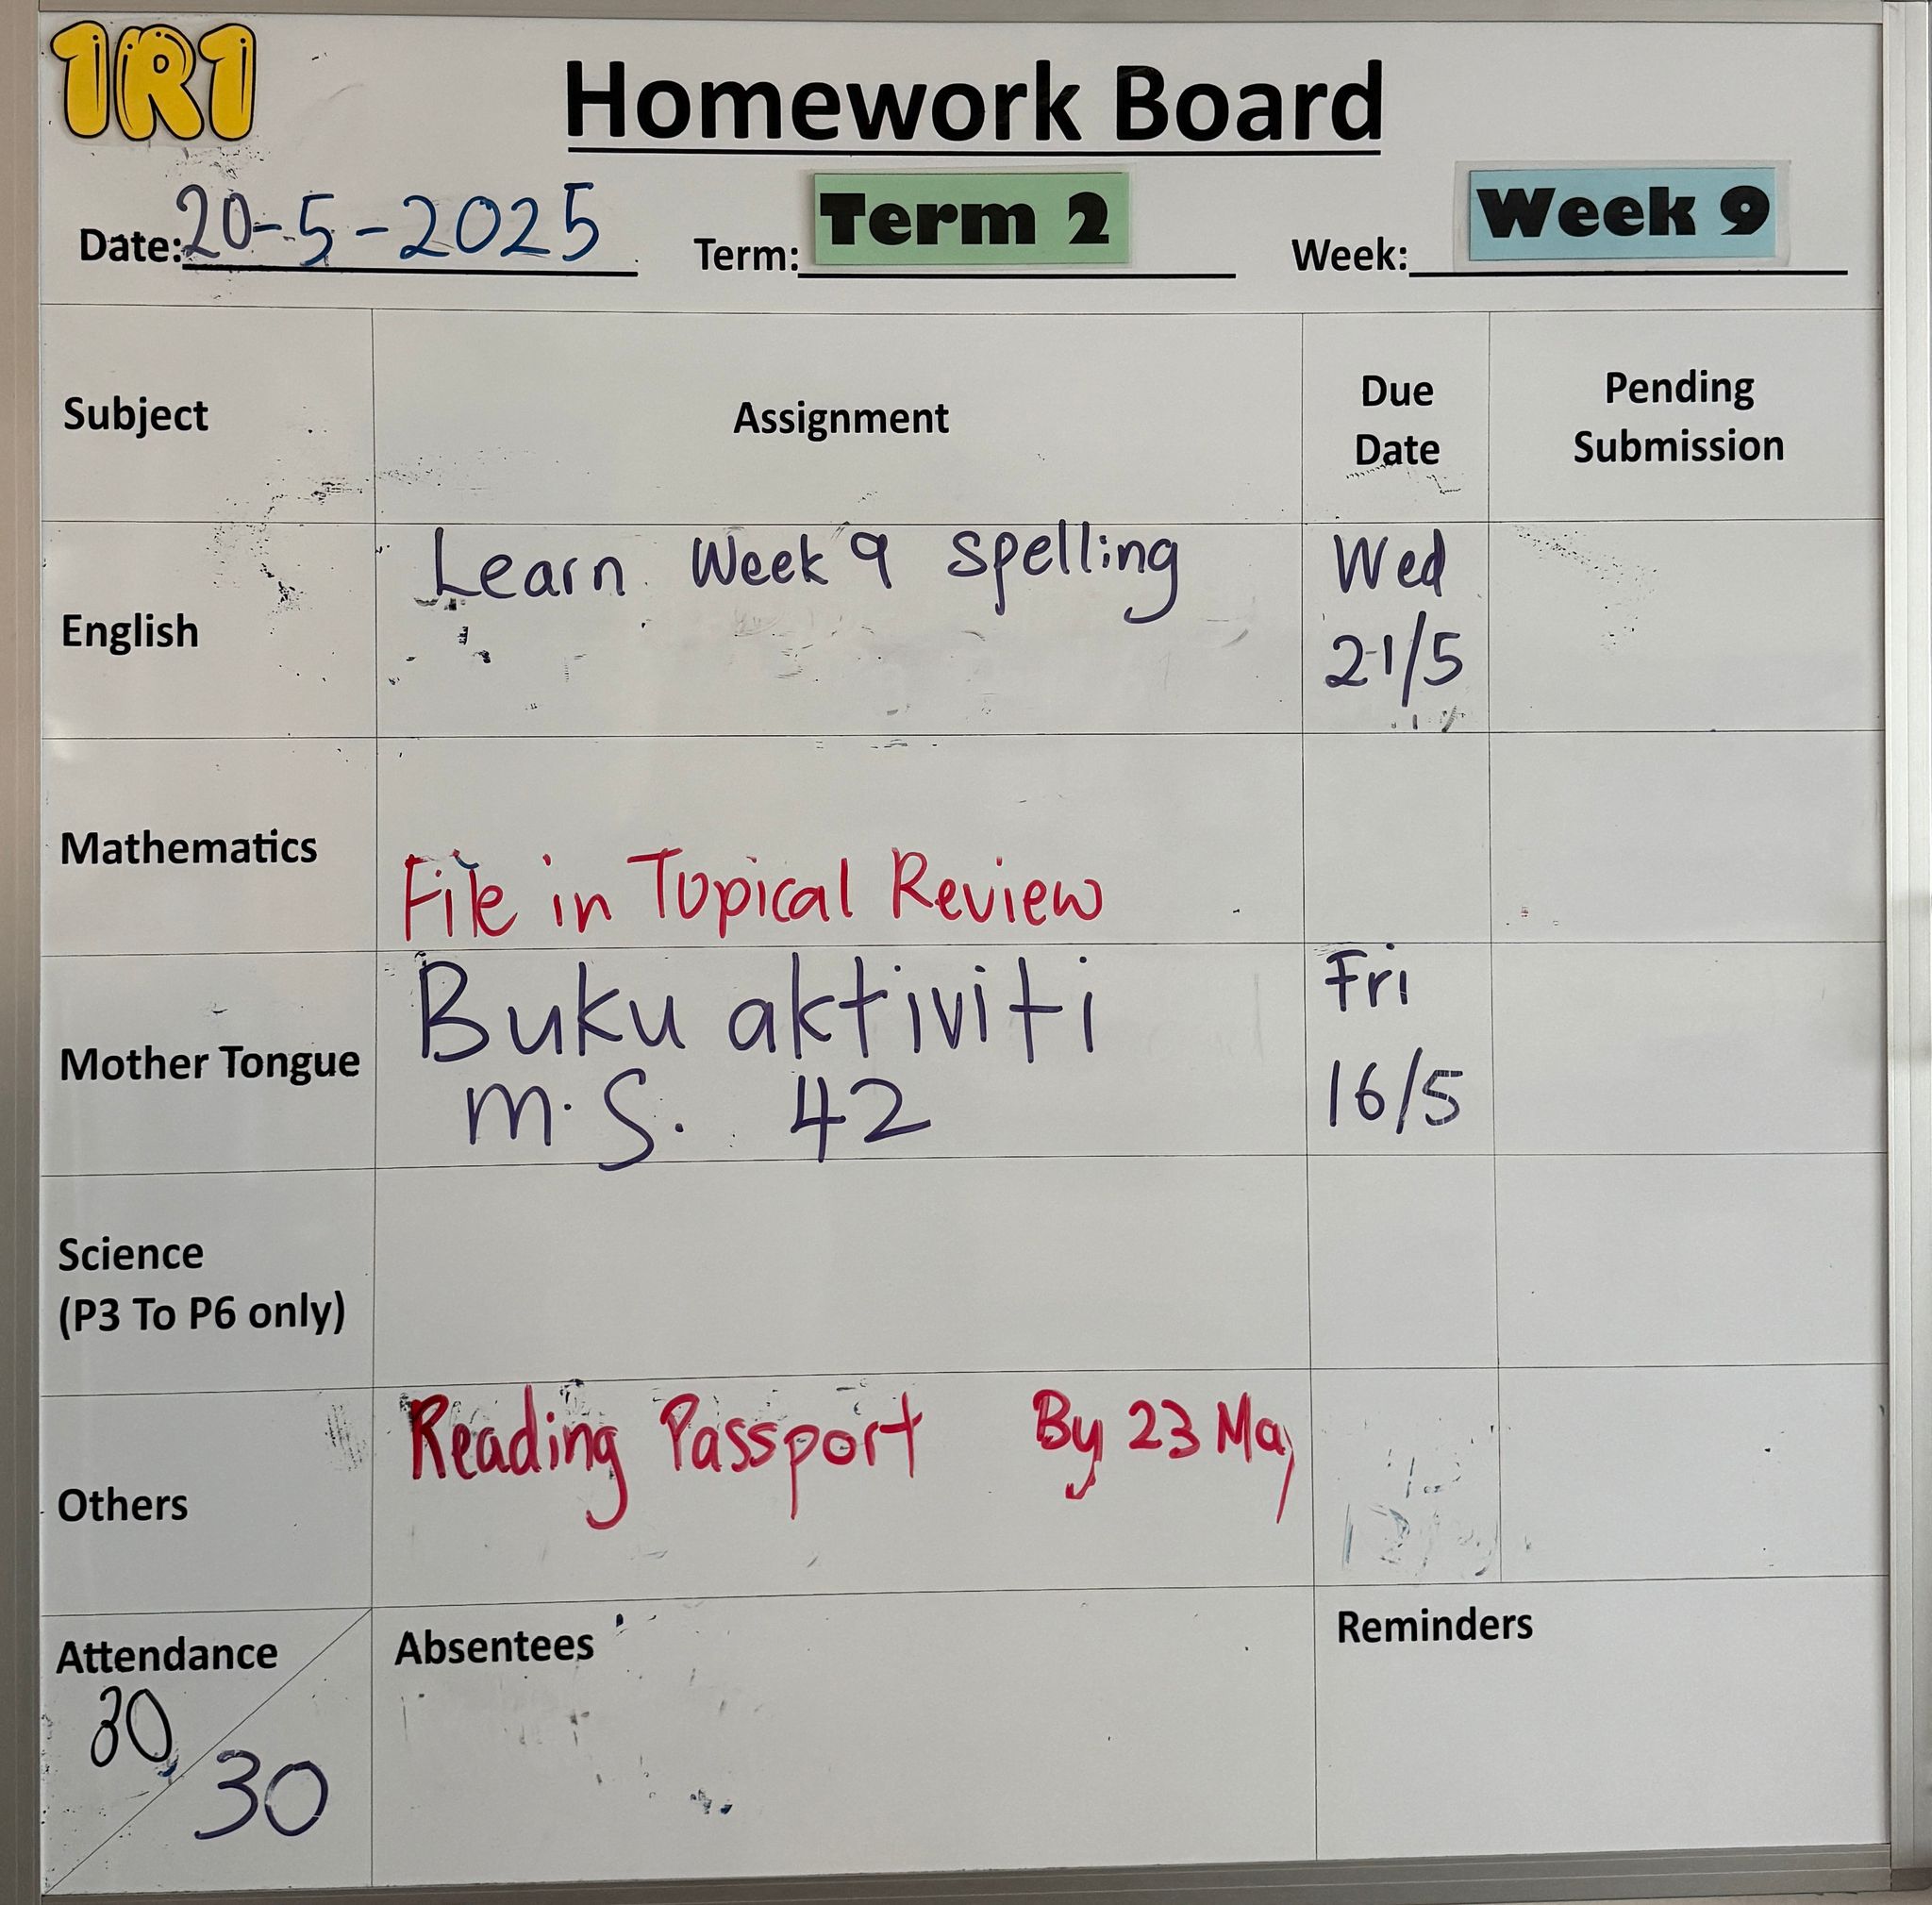 1R1
Homework Board
Date: 20-5-2025 Term: Term 2 Week: Week 9
Subject Assignment Due Date Pending Submission
English Learn Week 9 Spelling Wed 21/5
Mathematics File in Topical Review
Mother Tongue Buku aktiviti Fri
m.s. 42 16/5
Science
(P3 To P6 only)
Others Reading Passport By 23 May
Attendance Absentees Reminders
30
30